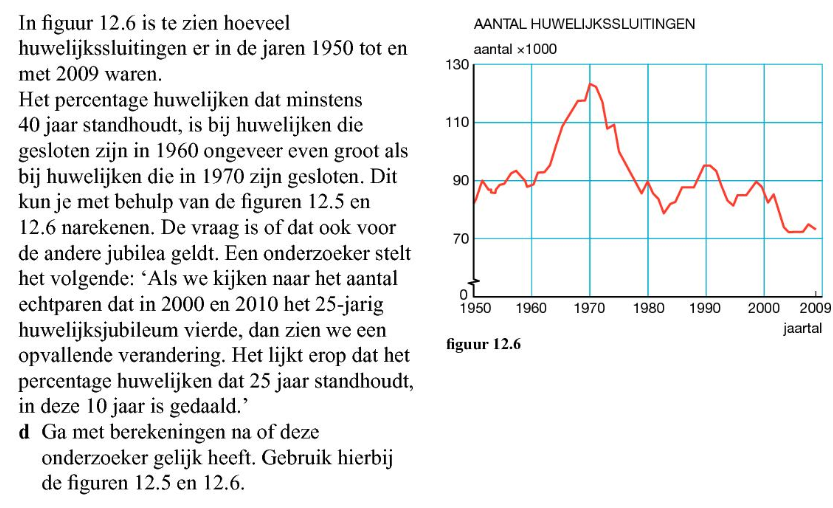 In figuur 12.6 is te zien hoeveel
huwelijkssluitingen er in de jaren 1950 tot en
met 2009 waren.
Het percentage huwelijken dat minstens
40 jaar standhoudt, is bij huwelijken die
gesloten zijn in 1960 ongeveer even groot als
bij huwelijken die in 1970 zijn gesloten. Dit
kun je met behulp van de figuren 12.5 en
12.6 narekenen. De vraag is of dat ook voor
de andere jubilea geldt. Een onderzoeker stelt
het volgende: ‘Als we kijken naar het aantal
echtparen dat in 2000 en 2010 het 25-jarig
huwelijksjubileum vierde, dan zien we een
opvallende verandering. Het lijkt erop dat het
percentage huwelijken dat 25 jaar standhoudt,
in deze 10 jaar is gedaald.’
d Ga met berekeningen na of deze
onderzoeker gelijk heeft. Gebruik hierbij
de figuren 12.5 en 12.6.
AANTAL HUWELIJKSSLUITINGEN
aantal ×1000
130
110
90
70
0
1950 1960 1970 1980 1990 2000 2009
jaartal
figuur 12.6